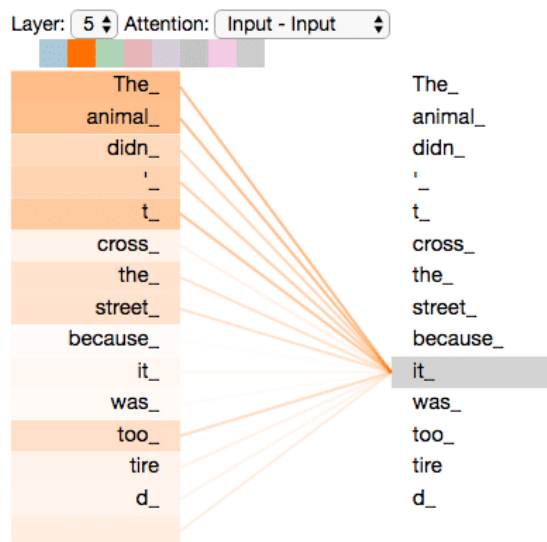 Layer: 5 Attention: Input - Input
The_ The_
animal_ animal_
didn_ didn_
'_ '_
t_ t_
cross_ cross_
the_ the_
street_ street_
because_ because_
it_ it_
was_ was_
too_ too_
tire tire
d_ d_